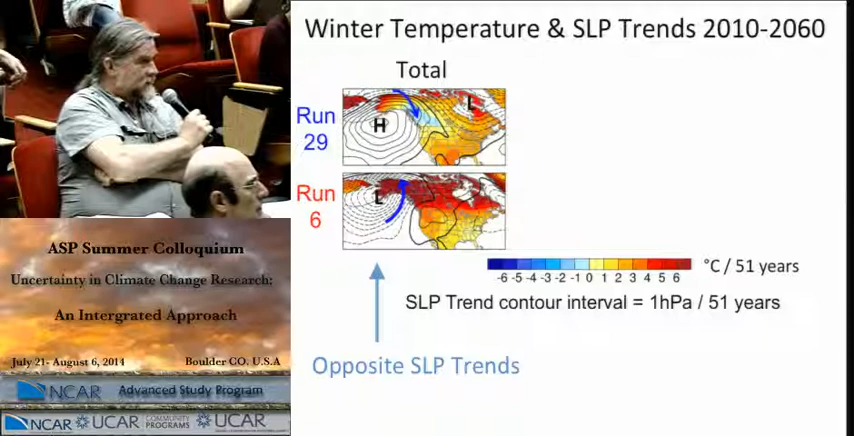 Winter Temperature & SLP Trends 2010-2060
Total
Run
29
H
L
Run
6
L
-6 -5 -4 -3 -2 -1 0 1 2 3 4 5 6
°C / 51 years
SLP Trend contour interval = 1hPa / 51 years
Opposite SLP Trends
ASP Summer Colloquium
Uncertainty in Climate Change Research:
An Intergrated Approach
July 21- August 6, 2014 Boulder CO. U.S.A
NCAR Advanced Study Program
NCAR UCAR COMMUNITY PROGRAMS UCAR